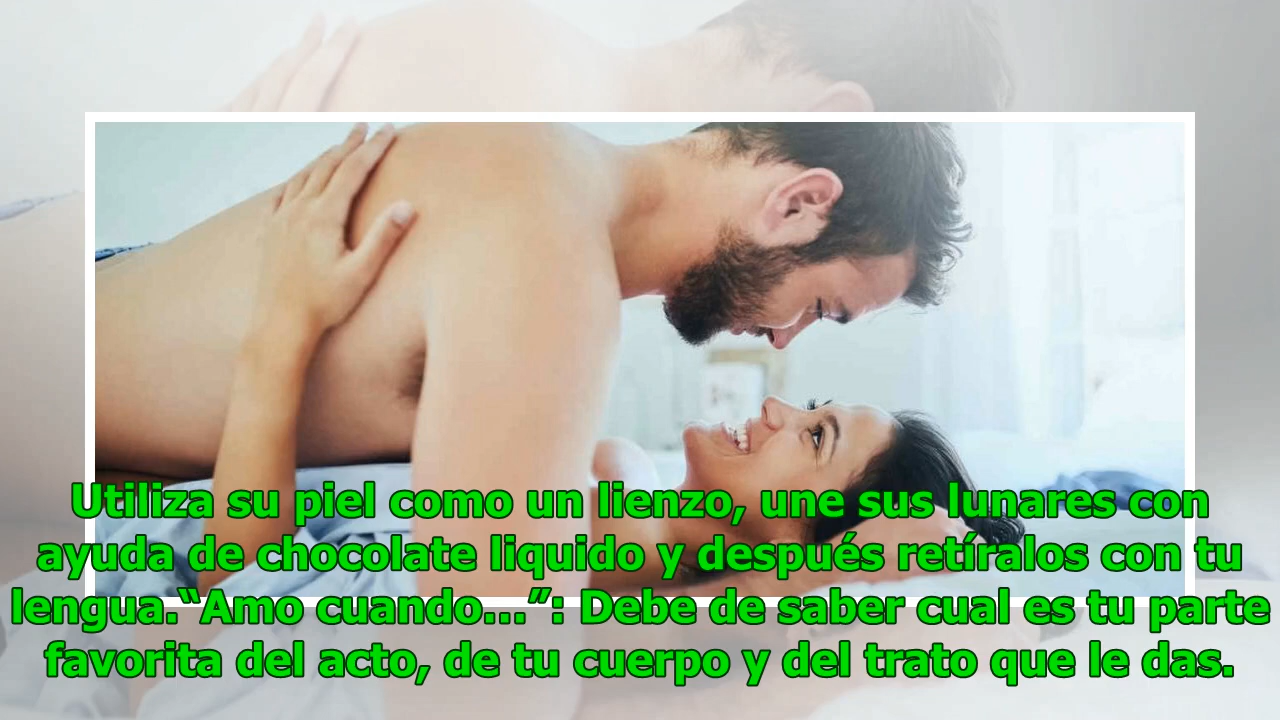 Utiliza su piel como un lienzo, une sus lunares con
ayuda de chocolate liquido y después retíralos con tu
lengua.“Amo cuando...”: Debe de saber cual es tu parte
favorita del acto, de tu cuerpo y del trato que le das.